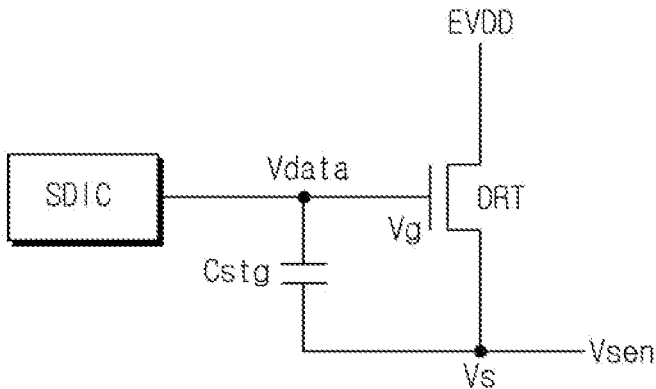 EVDD
SDIC
Vdata
DRT
Vg
Cstg
Vsen
Vs